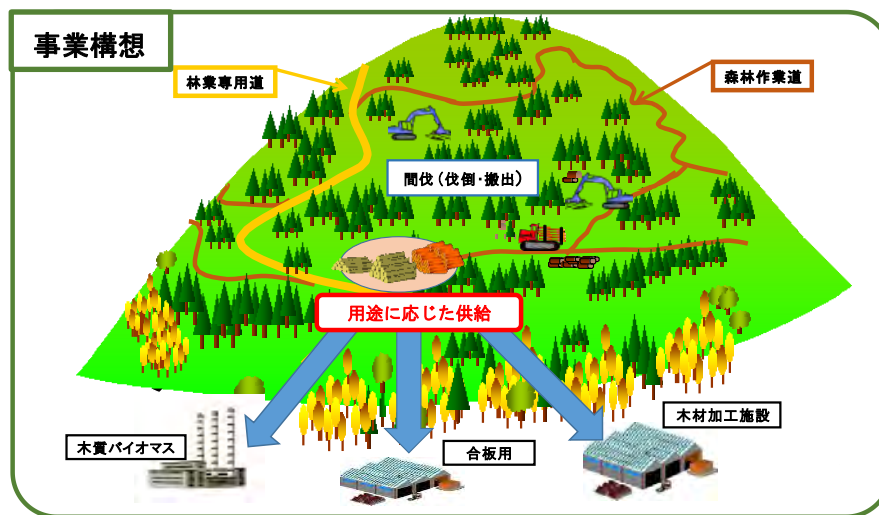 事業構想
林業専用道
森林作業道
間伐(伐倒・搬出)
用途に応じた供給
木質バイオマス
合板用
木材加工施設